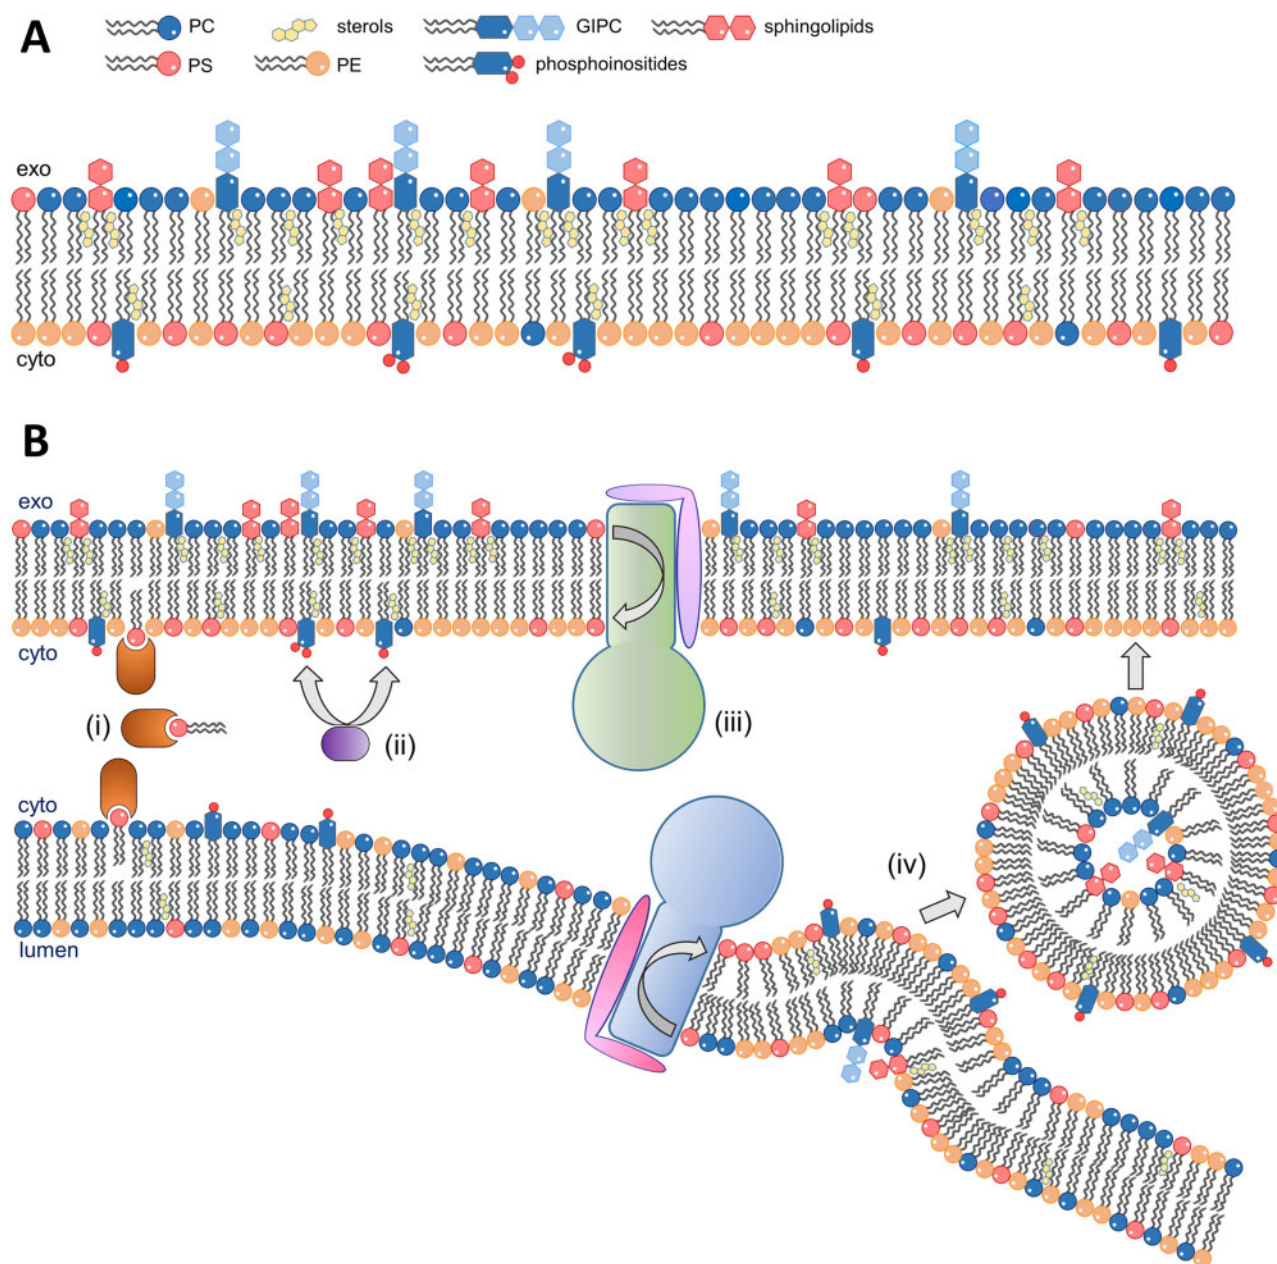 A
PC
sterols
GIPC
sphingolipids
PS
PE
phosphoinositides
exo
cyto
B
exo
cyto
(i)
(ii)
(iii)
cyto
(iv)
lumen